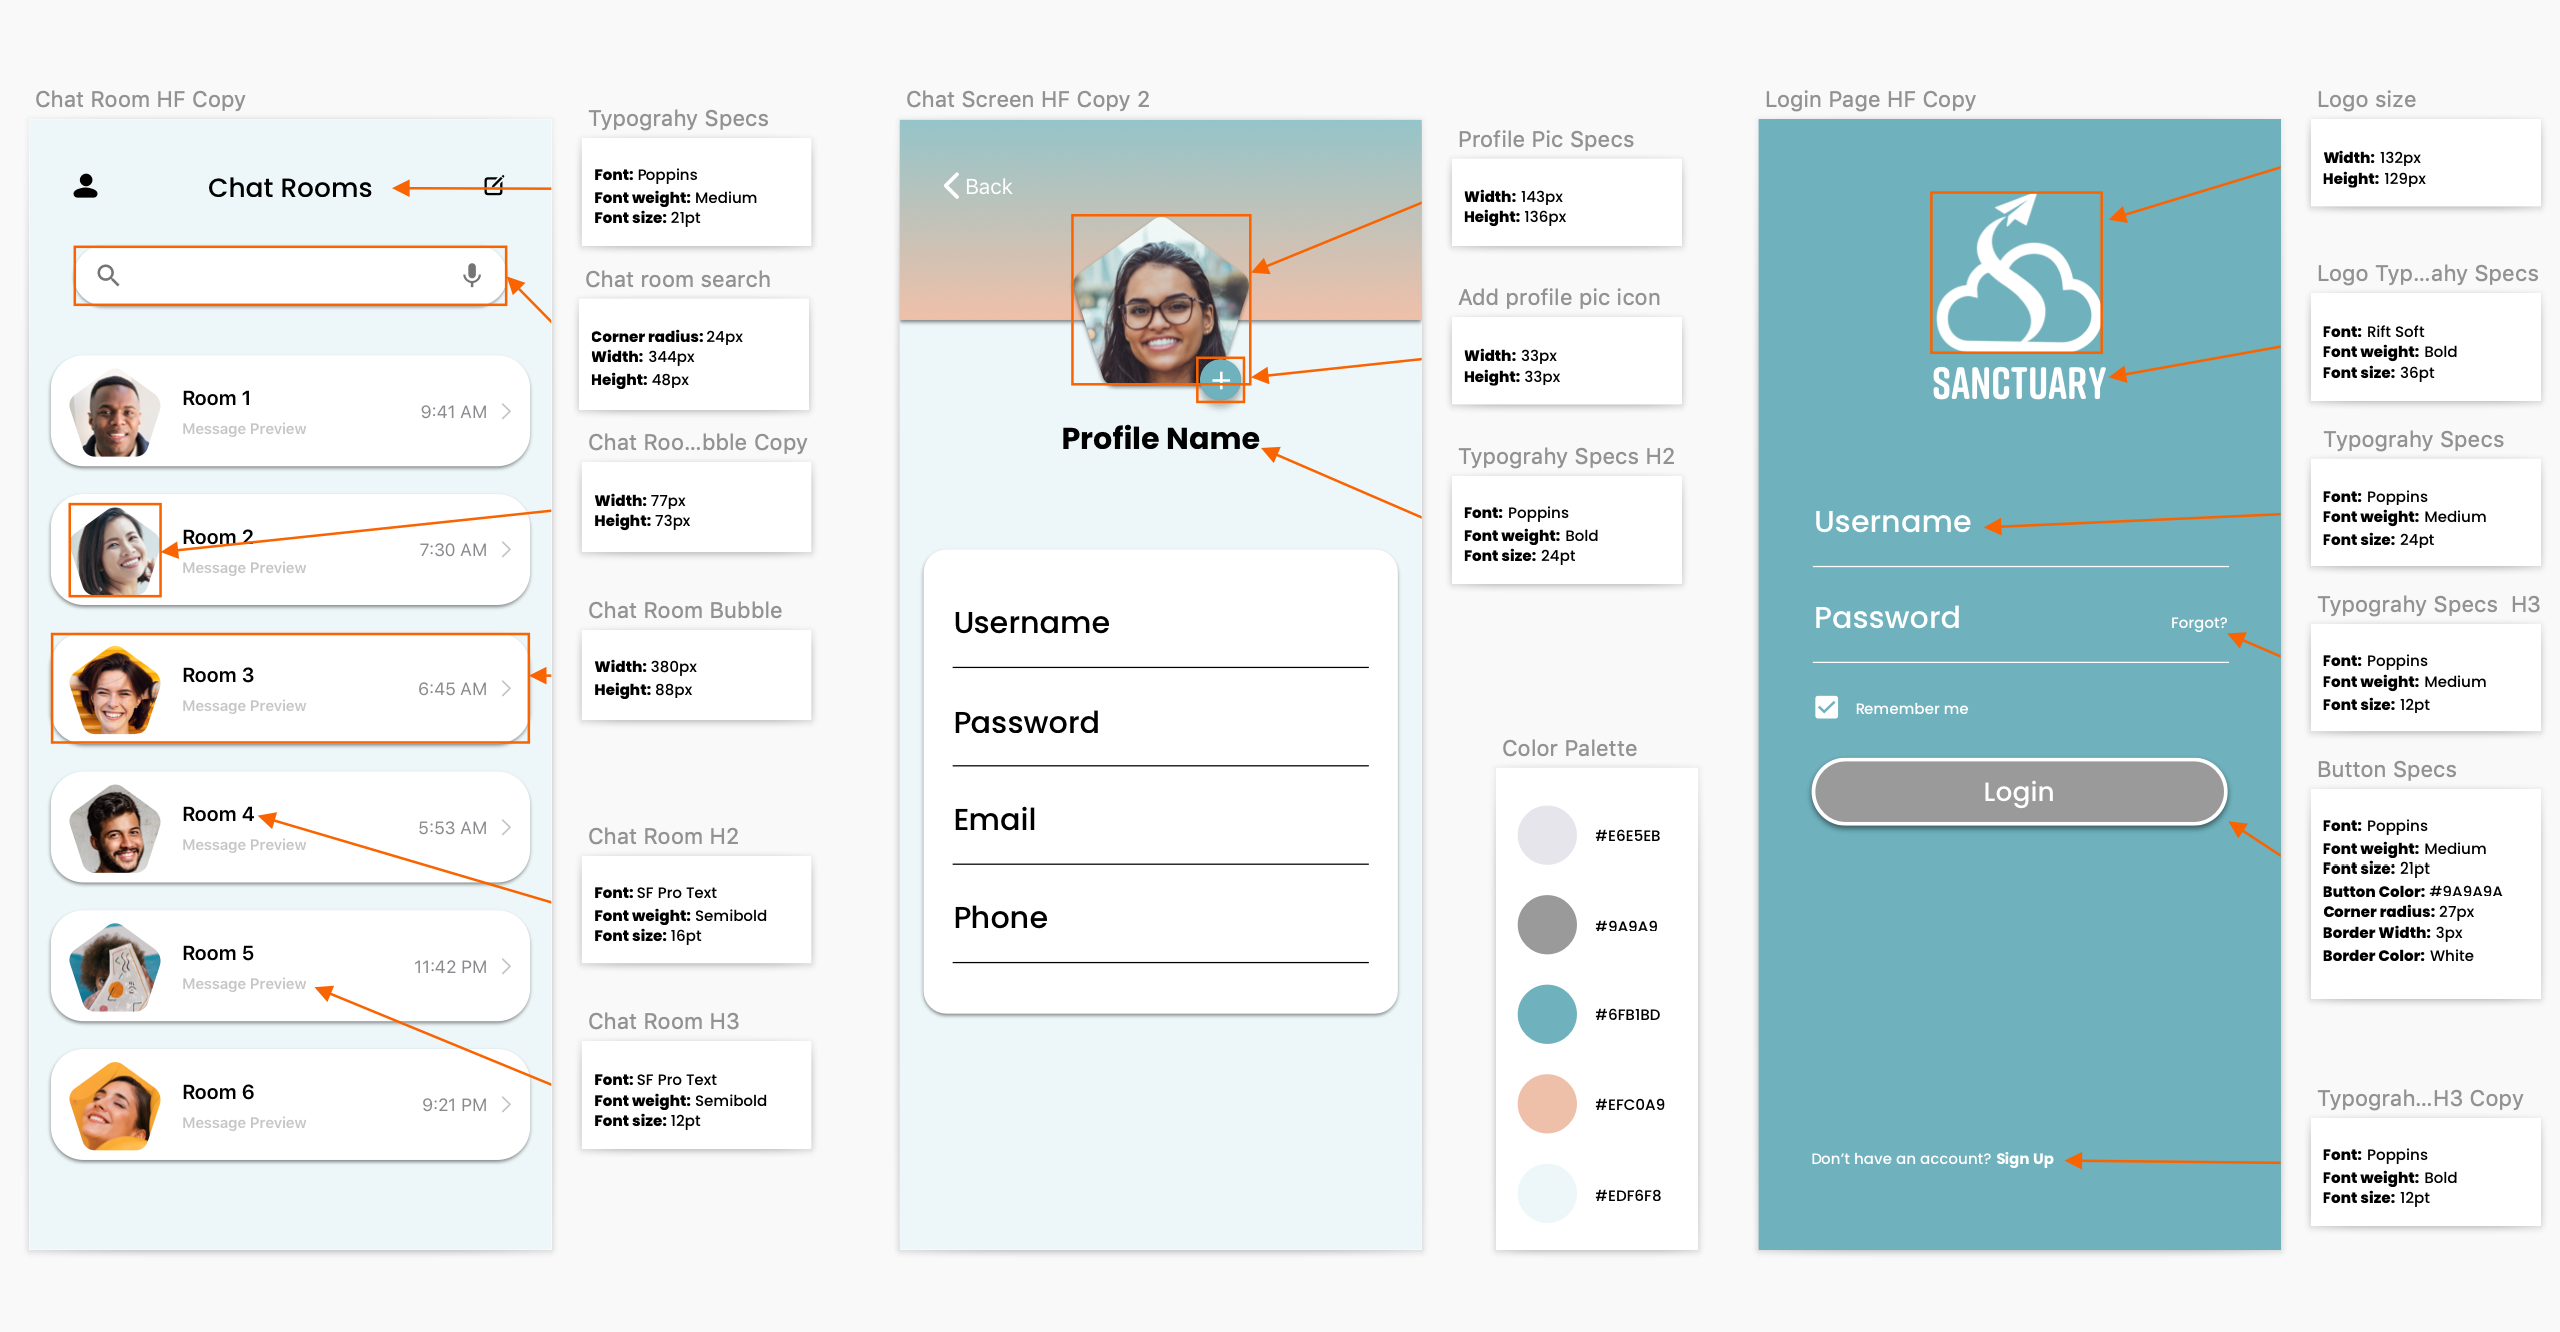 Chat Room HF Copy
Chat Rooms
Room 1
Message Preview
9:41 AM
Room 2
Message Preview
7:30 AM
Room 3
Message Preview
6:45 AM
Room 4
Message Preview
5:53 AM
Room 5
Message Preview
11:42 PM
Room 6
Message Preview
9:21 PM
Typograhy Specs
Font: Poppins
Font weight: Medium
Font size: 21pt
Chat room search
Corner radius: 24px
Width: 344px
Height: 48px
Chat Roo...bble Copy
Width: 77px
Height: 73px
Chat Room Bubble
Width: 380px
Height: 88px
Chat Room H2
Font: SF Pro Text
Font weight: Semibold
Font size: 16pt
Chat Room H3
Font: SF Pro Text
Font weight: Semibold
Font size: 12pt
Chat Screen HF Copy 2
Back
Profile Name
Username
Password
Email
Phone
Profile Pic Specs
Width: 143px
Height: 136px
Add profile pic icon
Width: 33px
Height: 33px
Typograhy Specs H2
Font: Poppins
Font weight: Bold
Font size: 24pt
Color Palette
#E6E5EB
#9A9A9
#6FB1BD
#EFC0A9
#EDF6F8
Login Page HF Copy
SANCTUARY
Username
Password
Forgot?
Remember me
Login
Don't have an account? Sign Up
Logo size
Width: 132px
Height: 129px
Logo Typ...ahy Specs
Font: Rift Soft
Font weight: Bold
Font size: 36pt
Typograhy Specs
Font: Poppins
Font weight: Medium
Font size: 24pt
Typograhy Specs H3
Font: Poppins
Font weight: Medium
Font size: 12pt
Button Specs
Font: Poppins
Font weight: Medium
Font size: 21pt
Button Color: #9A9A9A
Corner radius: 27px
Border Width: 3px
Border Color: White
Typograh...H3 Copy
Font: Poppins
Font weight: Bold
Font size: 12pt